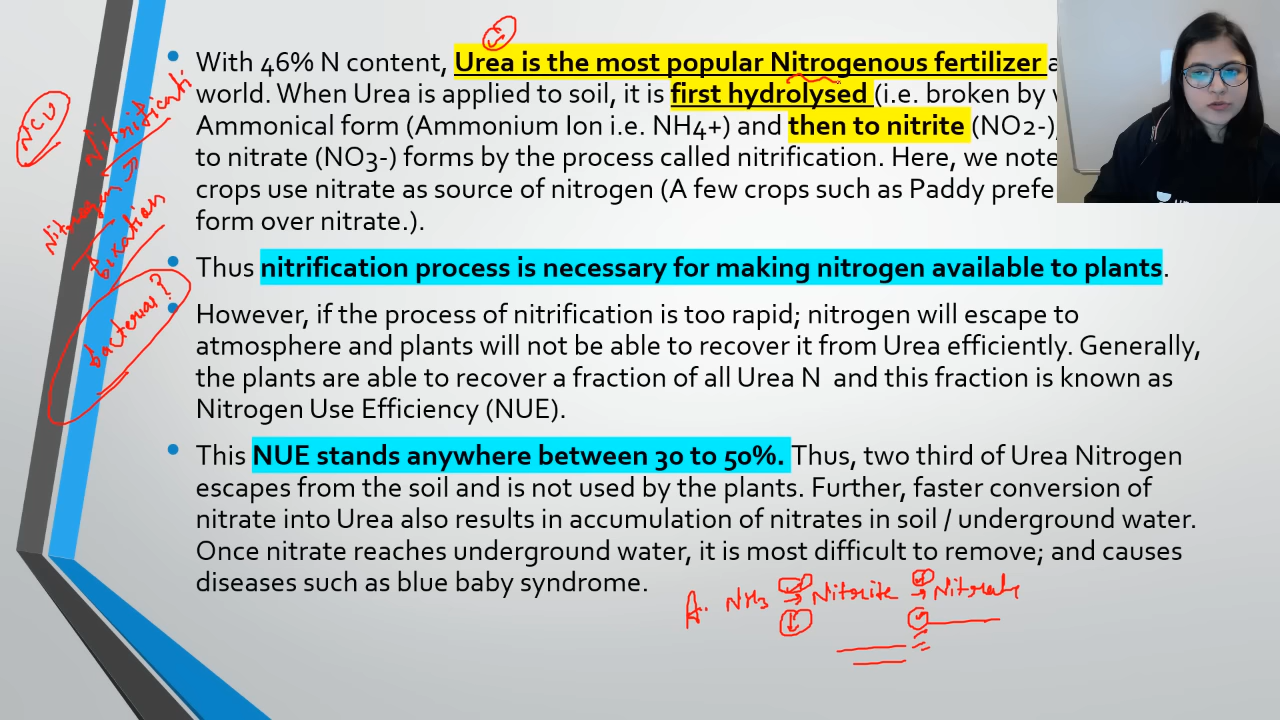 With 46% N content, Urea is the most popular Nitrogenous fertilizer a
world. When Urea is applied to soil, it is first hydrolysed (i.e. broken by
Ammonical form (Ammonium Ion i.e. NH4+) and then to nitrite (NO2-),
to nitrate (NO3-) forms by the process called nitrification. Here, we note
crops use nitrate as source of nitrogen (A few crops such as Paddy prefe
form over nitrate.).
Thus nitrification process is necessary for making nitrogen available to plants.
However, if the process of nitrification is too rapid; nitrogen will escape to
atmosphere and plants will not be able to recover it from Urea efficiently. Generally,
the plants are able to recover a fraction of all Urea N and this fraction is known as
Nitrogen Use Efficiency (NUE).
This NUE stands anywhere between 30 to 50%. Thus, two third of Urea Nitrogen
escapes from the soil and is not used by the plants. Further, faster conversion of
nitrate into Urea also results in accumulation of nitrates in soil / underground water.
Once nitrate reaches underground water, it is most difficult to remove; and causes
diseases such as blue baby syndrome.
NCU
Nitrificati
Nitrogen
fixation
bacterias?
A. NH3 → Nitrite → Nitrate